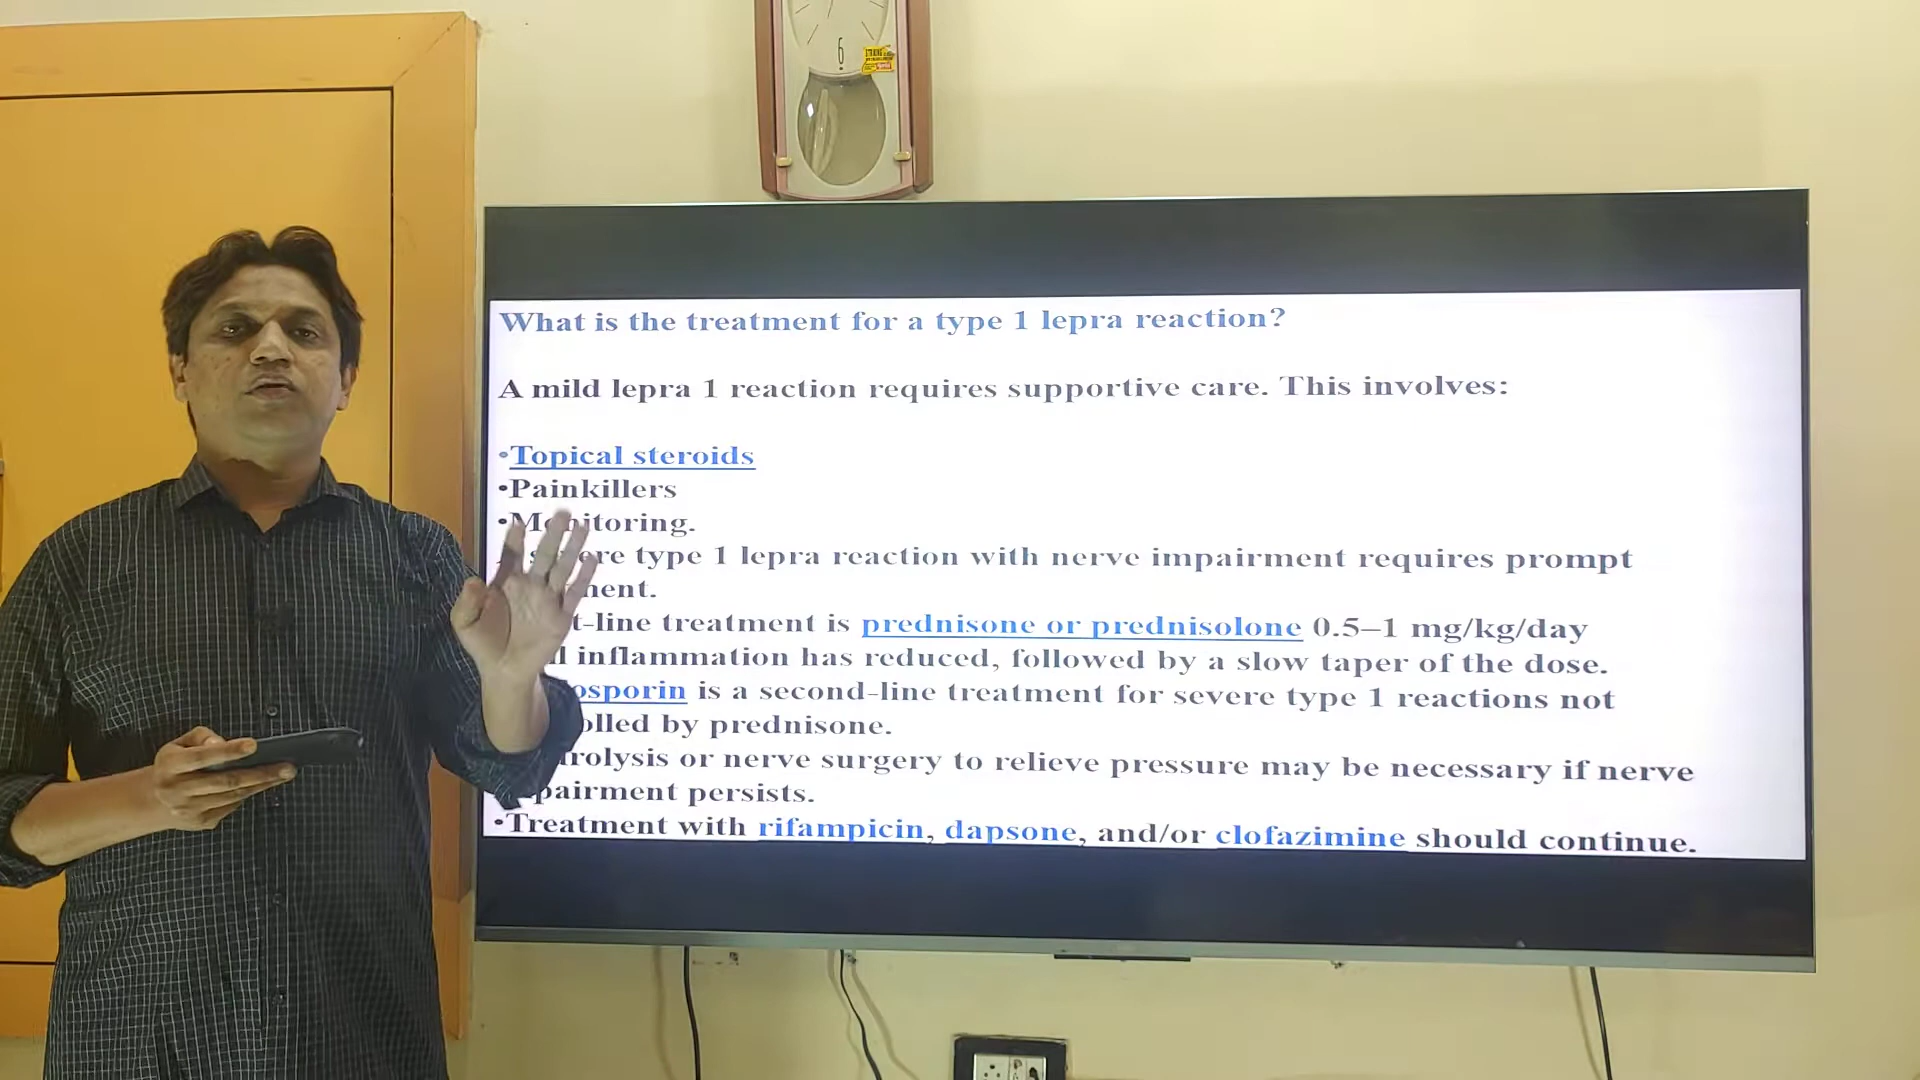 6
What is the treatment for a type 1 lepra reaction?
A mild lepra 1 reaction requires supportive care. This involves:
•Topical steroids
•Painkillers
•Monitoring.
severe type 1 lepra reaction with nerve impairment requires prompt
ment.
t-line treatment is prednisone or prednisolone 0.5–1 mg/kg/day
l inflammation has reduced, followed by a slow taper of the dose.
osporin is a second-line treatment for severe type 1 reactions not
olled by prednisone.
rolysis or nerve surgery to relieve pressure may be necessary if nerve
pairment persists.
•Treatment with rifampicin, dapsone, and/or clofazimine should continue.